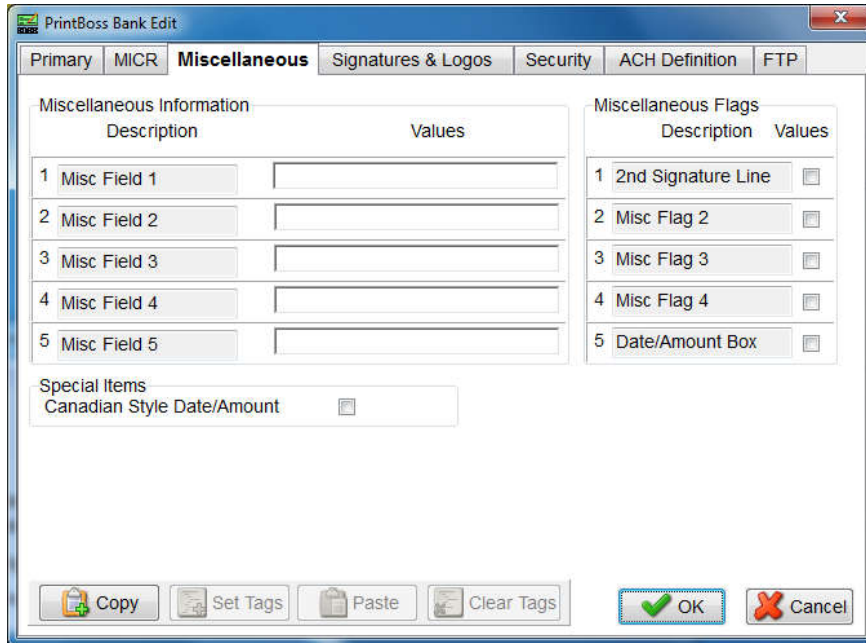 PrintBoss Bank Edit
Primary MICR Miscellaneous Signatures & Logos Security ACH Definition FTP
Miscellaneous Information
Description Values
1 Misc Field 1
2 Misc Field 2
3 Misc Field 3
4 Misc Field 4
5 Misc Field 5
Miscellaneous Flags
Description Values
1 2nd Signature Line
2 Misc Flag 2
3 Misc Flag 3
4 Misc Flag 4
5 Date/Amount Box
Special Items
Canadian Style Date/Amount
Copy Set Tags Paste Clear Tags OK Cancel